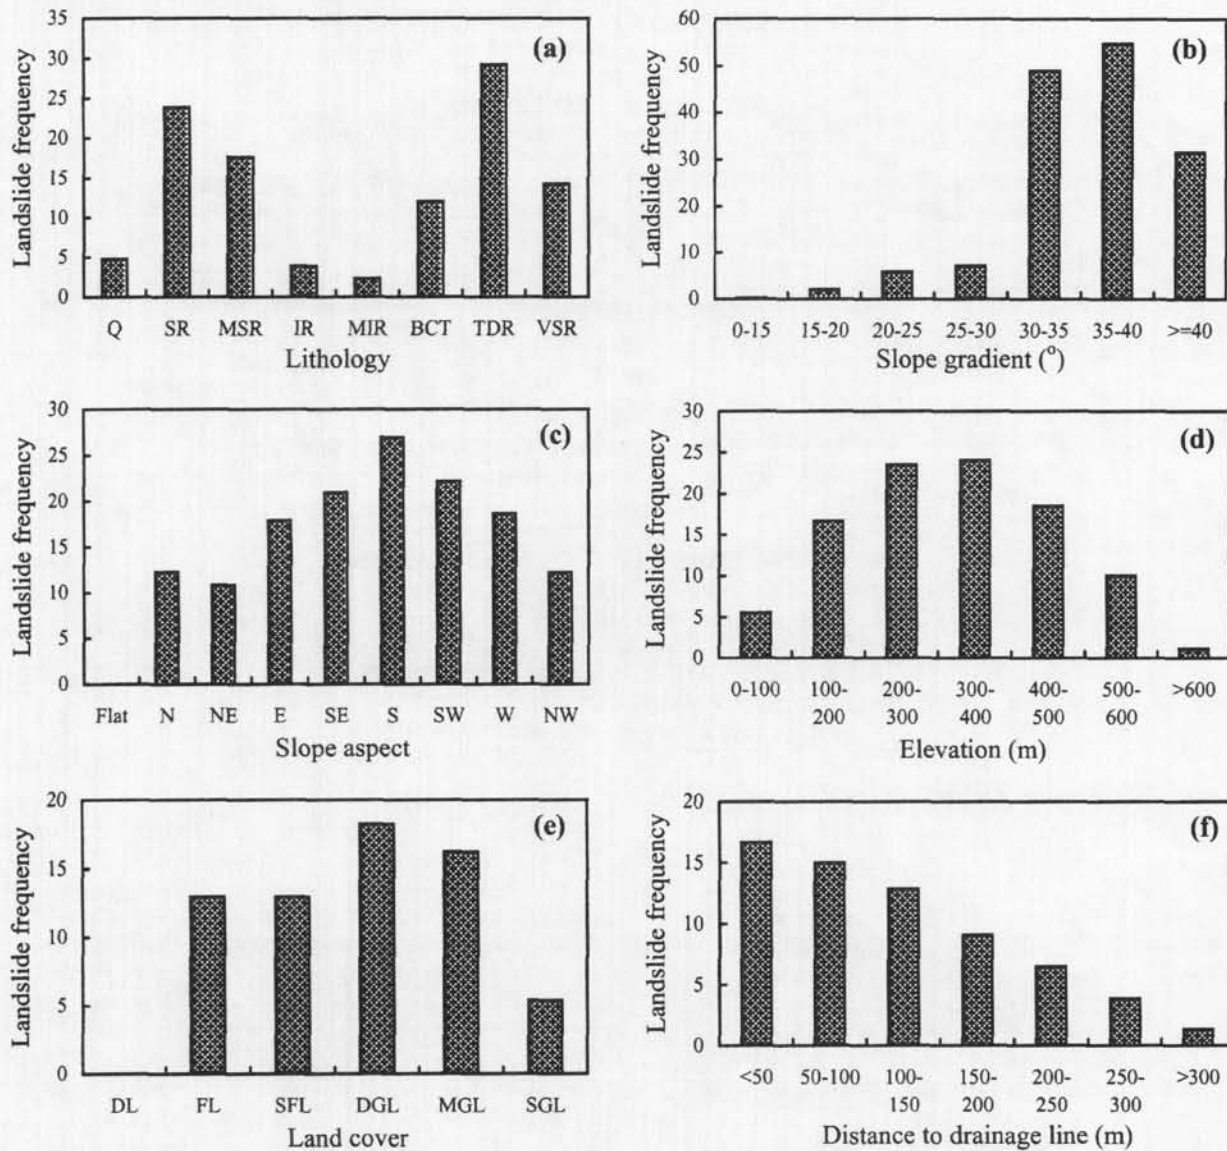 (a)
Landslide frequency
35
30
25
20
15
10
5
0
Q SR MSR IR MIR BCT TDR VSR
Lithology
(b)
Landslide frequency
60
50
40
30
20
10
0
0-15 15-20 20-25 25-30 30-35 35-40 >=40
Slope gradient (°)
(c)
Landslide frequency
30
25
20
15
10
5
0
Flat N NE E SE S SW W NW
Slope aspect
(d)
Landslide frequency
30
25
20
15
10
5
0
0-100 100- 200- 300- 400- 500- >600
200 300 400 500 600
Elevation (m)
(e)
Landslide frequency
20
15
10
5
0
DL FL SFL DGL MGL SGL
Land cover
(f)
Landslide frequency
20
15
10
5
0
<50 50-100 100- 150- 200- 250- >300
150 200 250 300
Distance to drainage line (m)